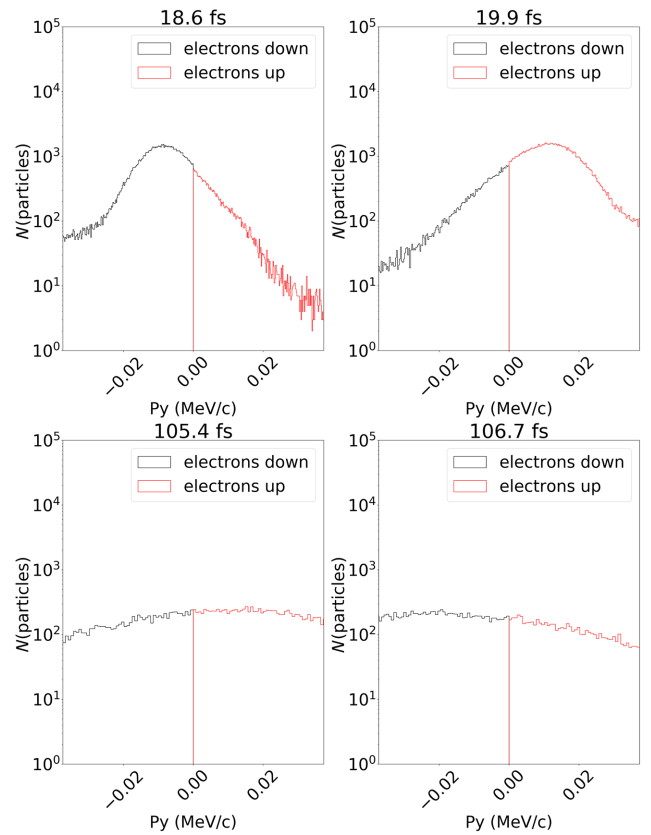 18.6 fs
N(particles)
10^5
10^4
10^3
10^2
10^1
10^0
electrons down
electrons up
−0.02
0.00
0.02
Py (MeV/c)
19.9 fs
N(particles)
10^5
10^4
10^3
10^2
10^1
10^0
electrons down
electrons up
−0.02
0.00
0.02
Py (MeV/c)
105.4 fs
N(particles)
10^5
10^4
10^3
10^2
10^1
10^0
electrons down
electrons up
−0.02
0.00
0.02
Py (MeV/c)
106.7 fs
N(particles)
10^5
10^4
10^3
10^2
10^1
10^0
electrons down
electrons up
−0.02
0.00
0.02
Py (MeV/c)